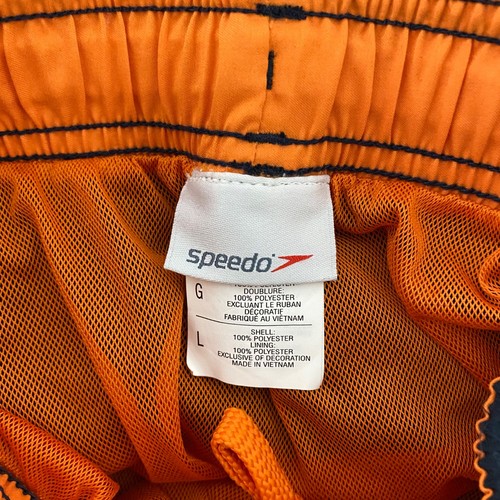 speedo
G
DOUBLURE:
100% POLYESTER
EXCLUANT LE RUBAN
DÉCORATIF
FABRIQUÉ AU VIÊTNAM
L
SHELL:
100% POLYESTER
LINING:
100% POLYESTER
EXCLUSIVE OF DECORATION
MADE IN VIETNAM